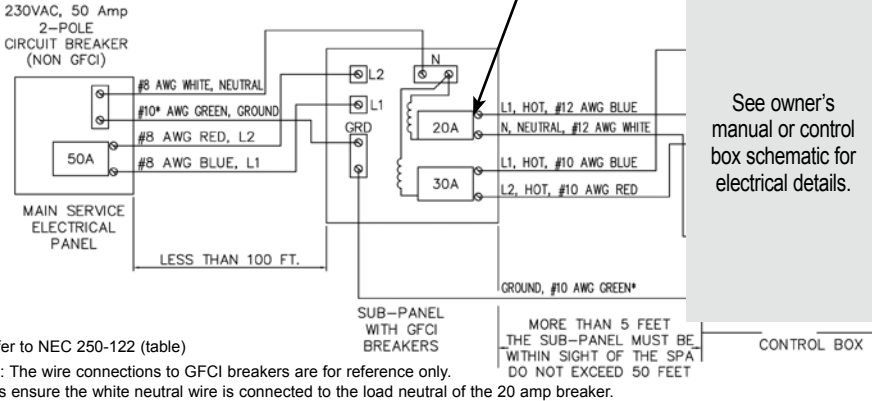 230VAC, 50 Amp
2-POLE
CIRCUIT BREAKER
(NON GFCI)
#8 AWG WHITE, NEUTRAL
#10* AWG GREEN, GROUND
#8 AWG RED, L2
#8 AWG BLUE, L1
50A
MAIN SERVICE
ELECTRICAL
PANEL
LESS THAN 100 FT.
L2
L1
GRD
N
20A
30A
L1, HOT, #12 AWG BLUE
N, NEUTRAL, #12 AWG WHITE
L1, HOT, #10 AWG BLUE
L2, HOT, #10 AWG RED
GROUND, #10 AWG GREEN*
SUB-PANEL
WITH GFCI
BREAKERS
MORE THAN 5 FEET
THE SUB-PANEL MUST BE
WITHIN SIGHT OF THE SPA
DO NOT EXCEED 50 FEET
See owner's
manual or control
box schematic for
electrical details.
CONTROL BOX
fer to NEC 250-122 (table)
: The wire connections to GFCI breakers are for reference only.
s ensure the white neutral wire is connected to the load neutral of the 20 amp breaker.